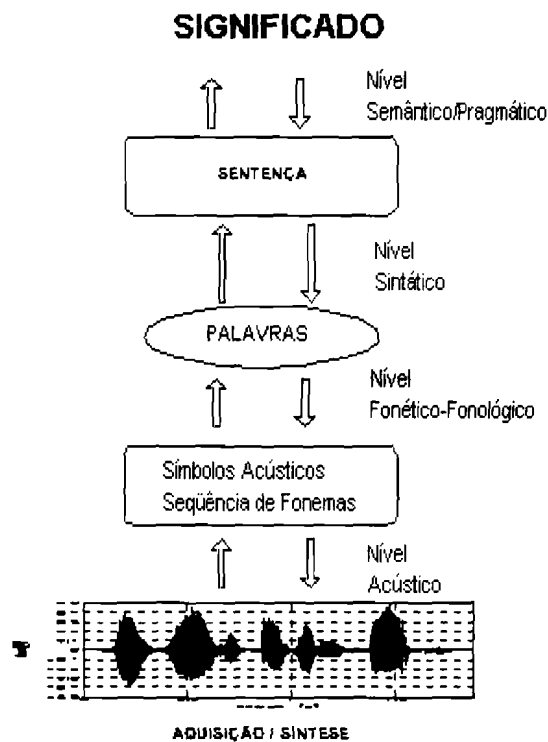 SIGNIFICADO
Nível
Semântico/Pragmático
SENTENÇA
Nível
Sintático
PALAVRAS
Nível
Fonético-Fonológico
Símbolos Acústicos
Seqüência de Fonemas
Nível
Acústico
AQUISIÇÃO / SÍNTESE